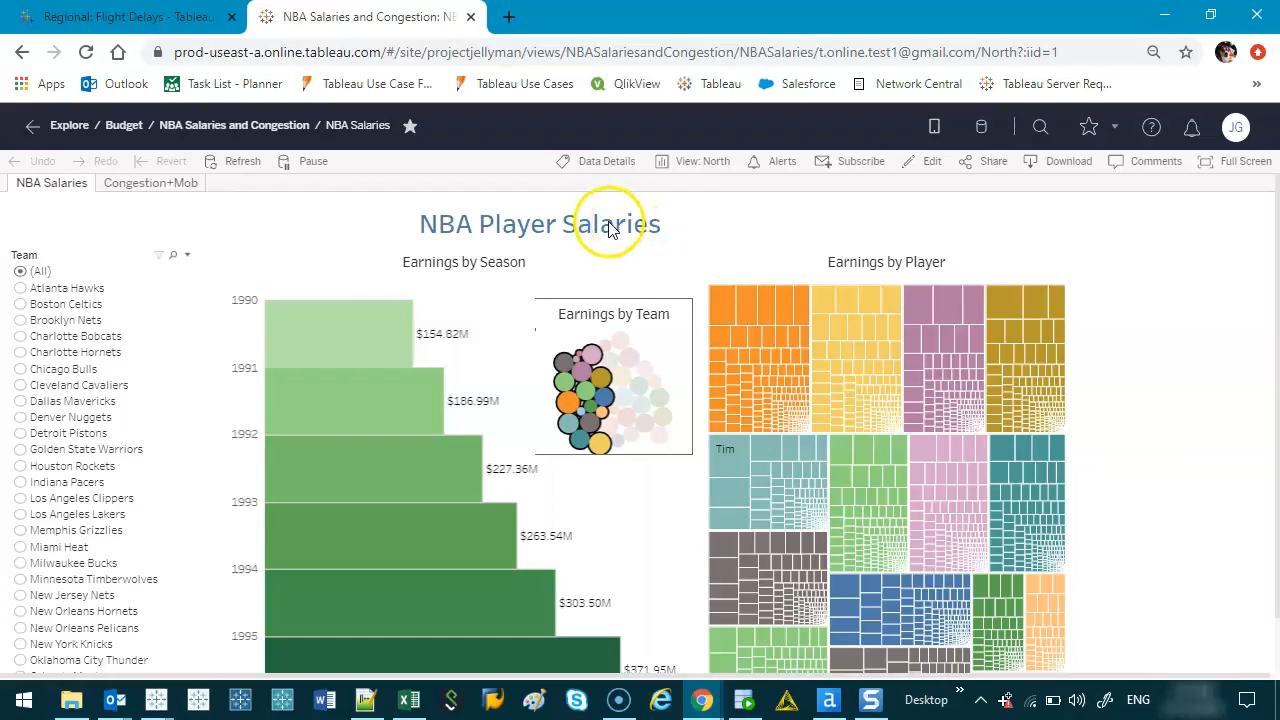 Regional: Flight Delays - Tableau
NBA Salaries and Congestion: NB
prod-useast-a.online.tableau.com/#/site/projectjellyman/views/NBASalariesandCongestion/NBASalaries/t.online.test1@gmail.com/North?:iid=1
Apps Outlook Task List - Planner Tableau Use Case F... Tableau Use Cases QlikView Tableau Salesforce Network Central Tableau Server Req... »
Explore / Budget / NBA Salaries and Congestion / NBA Salaries
JG
Undo Redo Revert Refresh Pause Data Details View: North Alerts Subscribe Edit Share Download Comments Full Screen
NBA Salaries Congestion+Mob
NBA Player Salaries
Team
(All)
Atlanta Hawks
Boston Celtics
Brooklyn Nets
Charlotte Bobcats
Charlotte Hornets
Chicago Bulls
Cleveland Cavaliers
Dallas Mavericks
Denver Nuggets
Detroit Pistons
Golden State Warriors
Houston Rockets
Indiana Pacers
Los Angeles Clippers
Los Angeles Lakers
Memphis Grizzlies
Miami Heat
Milwaukee Bucks
Minnesota Timberwolves
New Jersey Nets
New Orleans Hornets
New Orleans Pelicans
New York Knicks
Oklahoma City Thunder
Earnings by Season
1990
$154.82M
1991
$186.99M
1992
$227.36M
1993
$263.54M
1994
$303.50M
1995
$371.95M
Earnings by Team
Earnings by Player
Tim
Desktop » ENG